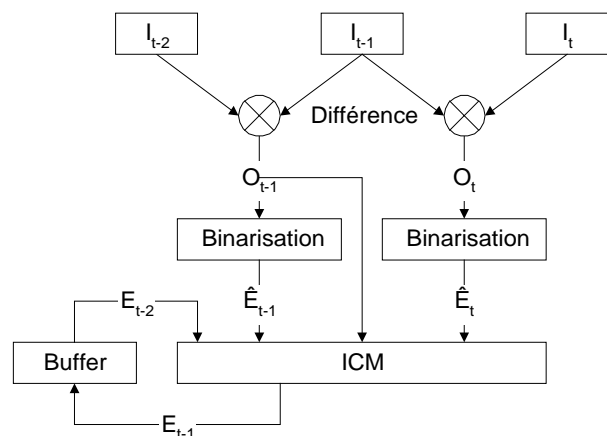 I_{t-2}
I_{t-1}
I_t
Différence
O_{t-1}
O_t
Binarisation
Binarisation
E_{t-2}
Ê_{t-1}
Ê_t
Buffer
ICM
E_{t-1}